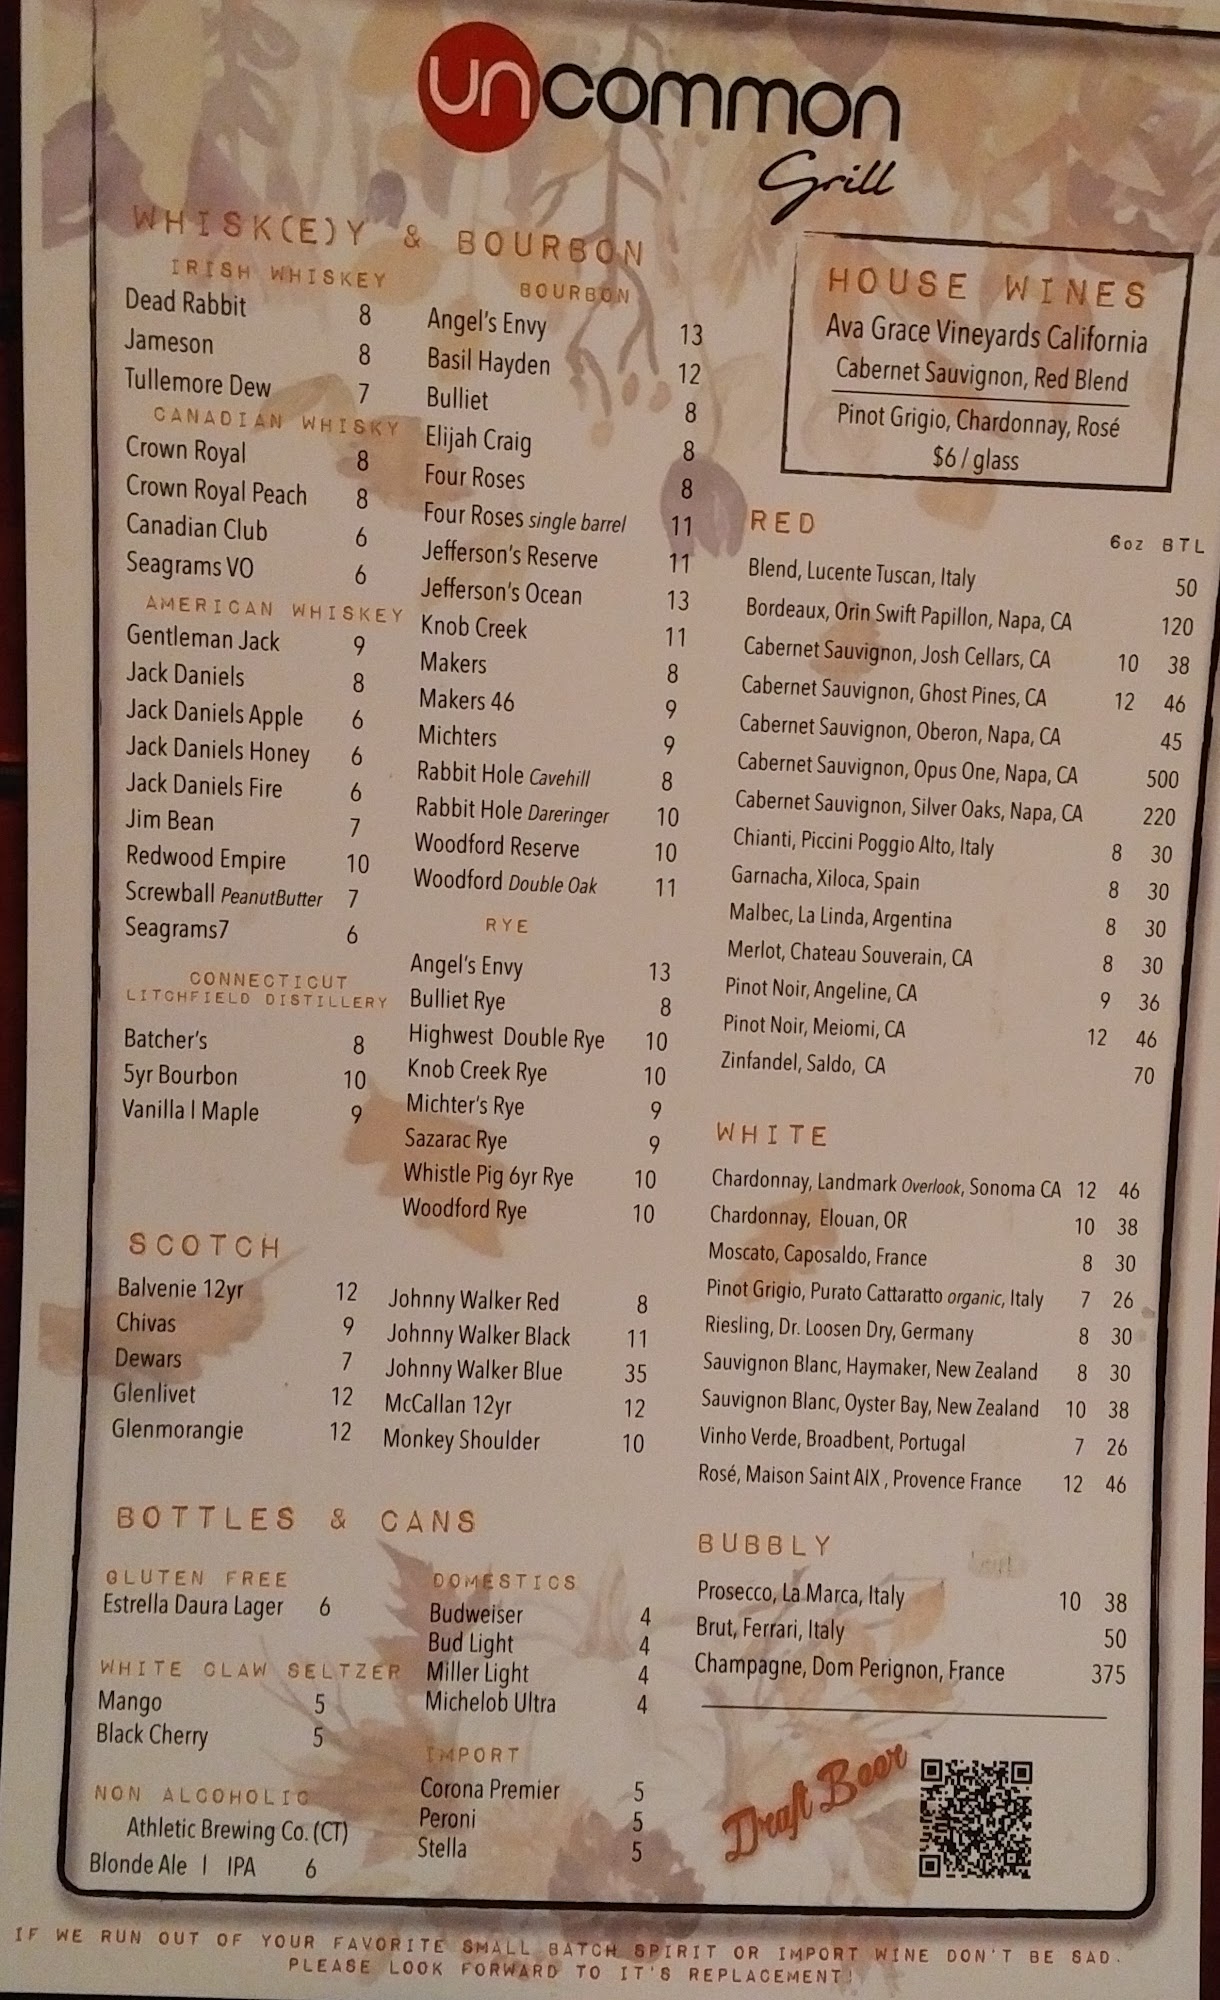 uncommon
Grill
WHISK(E)Y & BOURBON
IRISH WHISKEY
Dead Rabbit 8
Jameson 8
Tullemore Dew 7
CANADIAN WHISKY
Crown Royal 8
Crown Royal Peach 8
Canadian Club 6
Seagrams VO 6
AMERICAN WHISKEY
Gentleman Jack 9
Jack Daniels 8
Jack Daniels Apple 6
Jack Daniels Honey 6
Jack Daniels Fire 6
Jim Bean 7
Redwood Empire 10
Screwball PeanutButter 7
Seagrams7 6
CONNECTICUT
LITCHFIELD DISTILLERY
Batcher's 8
5yr Bourbon 10
Vanilla | Maple 9
BOURBON
Angel's Envy 13
Basil Hayden 12
Bulliet 8
Elijah Craig 8
Four Roses 8
Four Roses single barrel 11
Jefferson's Reserve 11
Jefferson's Ocean 13
Knob Creek 11
Makers 8
Makers 46 9
Michters 9
Rabbit Hole Cavehill 8
Rabbit Hole Dareringer 10
Woodford Reserve 10
Woodford Double Oak 11
RYE
Angel's Envy 13
Bulliet Rye 8
Highwest Double Rye 10
Knob Creek Rye 10
Michter's Rye 9
Sazarac Rye 9
Whistle Pig 6yr Rye 10
Woodford Rye 10
SCOTCH
Balvenie 12yr 12
Chivas 9
Dewars 7
Glenlivet 12
Glenmorangie 12
Johnny Walker Red 8
Johnny Walker Black 11
Johnny Walker Blue 35
McCallan 12yr 12
Monkey Shoulder 10
BOTTLES & CANS
GLUTEN FREE
Estrella Daura Lager 6
WHITE CLAW SELTZER
Mango 5
Black Cherry 5
NON ALCOHOLIC
Athletic Brewing Co. (CT)
Blonde Ale | IPA 6
DOMESTICS
Budweiser 4
Bud Light 4
Miller Light 4
Michelob Ultra 4
IMPORT
Corona Premier 5
Peroni 5
Stella 5
HOUSE WINES
Ava Grace Vineyards California
Cabernet Sauvignon, Red Blend
Pinot Grigio, Chardonnay, Rosé
$6 / glass
RED 6oz BTL
Blend, Lucente Tuscan, Italy 50
Bordeaux, Orin Swift Papillon, Napa, CA 120
Cabernet Sauvignon, Josh Cellars, CA 10 38
Cabernet Sauvignon, Ghost Pines, CA 12 46
Cabernet Sauvignon, Oberon, Napa, CA 45
Cabernet Sauvignon, Opus One, Napa, CA 500
Cabernet Sauvignon, Silver Oaks, Napa, CA 220
Chianti, Piccini Poggio Alto, Italy 8 30
Garnacha, Xiloca, Spain 8 30
Malbec, La Linda, Argentina 8 30
Merlot, Chateau Souverain, CA 8 30
Pinot Noir, Angeline, CA 9 36
Pinot Noir, Meiomi, CA 12 46
Zinfandel, Saldo, CA 70
WHITE
Chardonnay, Landmark Overlook, Sonoma CA 12 46
Chardonnay, Elouan, OR 10 38
Moscato, Caposaldo, France 8 30
Pinot Grigio, Purato Cattaratto organic, Italy 7 26
Riesling, Dr. Loosen Dry, Germany 8 30
Sauvignon Blanc, Haymaker, New Zealand 8 30
Sauvignon Blanc, Oyster Bay, New Zealand 10 38
Vinho Verde, Broadbent, Portugal 7 26
Rosé, Maison Saint AIX, Provence France 12 46
BUBBLY
Prosecco, La Marca, Italy 10 38
Brut, Ferrari, Italy 50
Champagne, Dom Perignon, France 375
Draft Beer
IF WE RUN OUT OF YOUR FAVORITE SMALL BATCH SPIRIT OR IMPORT WINE DON'T BE SAD.
PLEASE LOOK FORWARD TO IT'S REPLACEMENT!